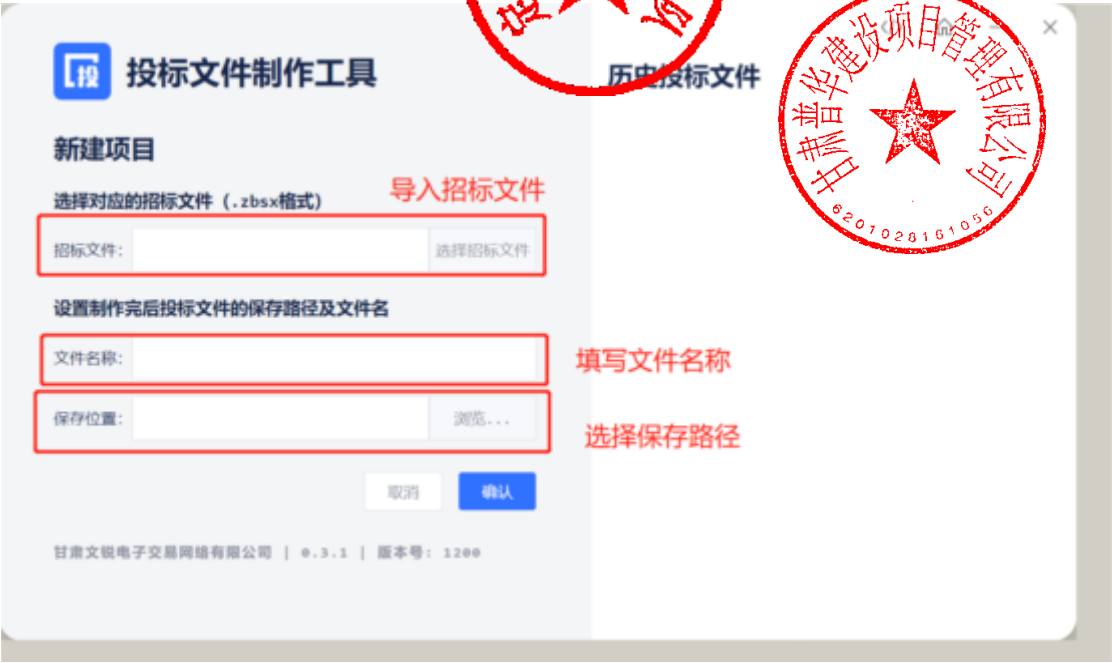 投
投标文件制作工具
新建项目
选择对应的招标文件（.zbsx格式）
导入招标文件
招标文件：
选择招标文件
设置制作完后投标文件的保存路径及文件名
文件名称：
填写文件名称
保存位置：
浏览...
选择保存路径
取消
确认
甘肃文锐电子交易网络有限公司 | 0.3.1 | 版本号：1200
历史投标文件
甘肃普华建设项目管理有限公司
6201028161056